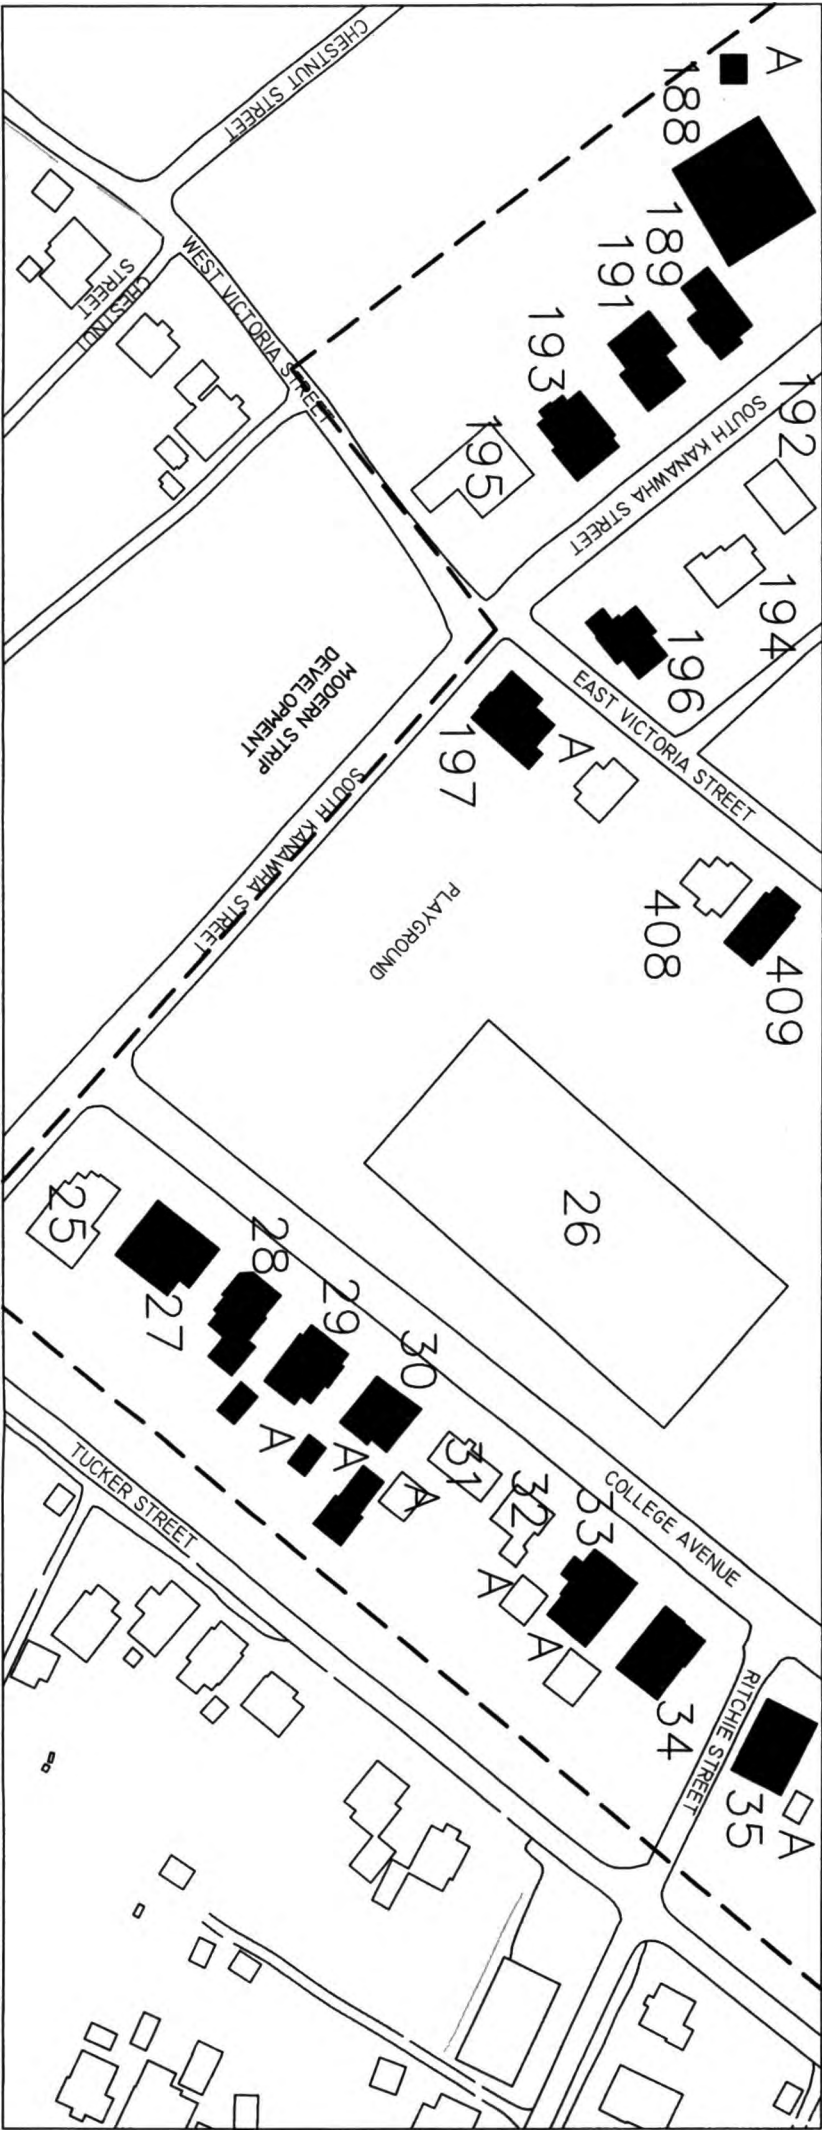 CHESTNUT STREET
A
188
189
191
193
195
WEST VICTORIA STREET
CHESTNUT
STREET
SOUTH KANAWHA STREET
192
194
196
EAST VICTORIA STREET
197
A
MODERN STRIP
DEVELOPMENT
SOUTH KANAWHA STREET
PLAYGROUND
408
409
26
25
27
28
29
30
A
A
A
31
32
33
A
A
34
COLLEGE AVENUE
TUCKER STREET
RITCHIE STREET
35
A